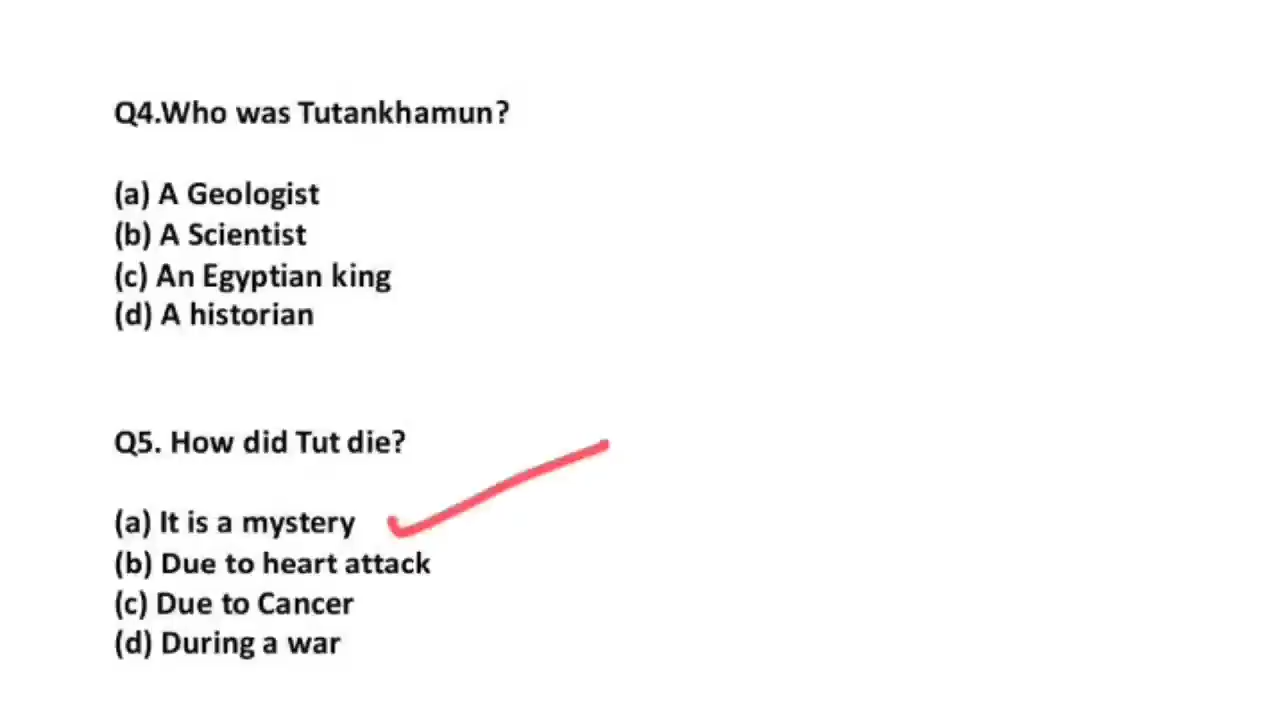 Q4.Who was Tutankhamun?
(a) A Geologist
(b) A Scientist
(c) An Egyptian king
(d) A historian
Q5. How did Tut die?
(a) It is a mystery
(b) Due to heart attack
(c) Due to Cancer
(d) During a war